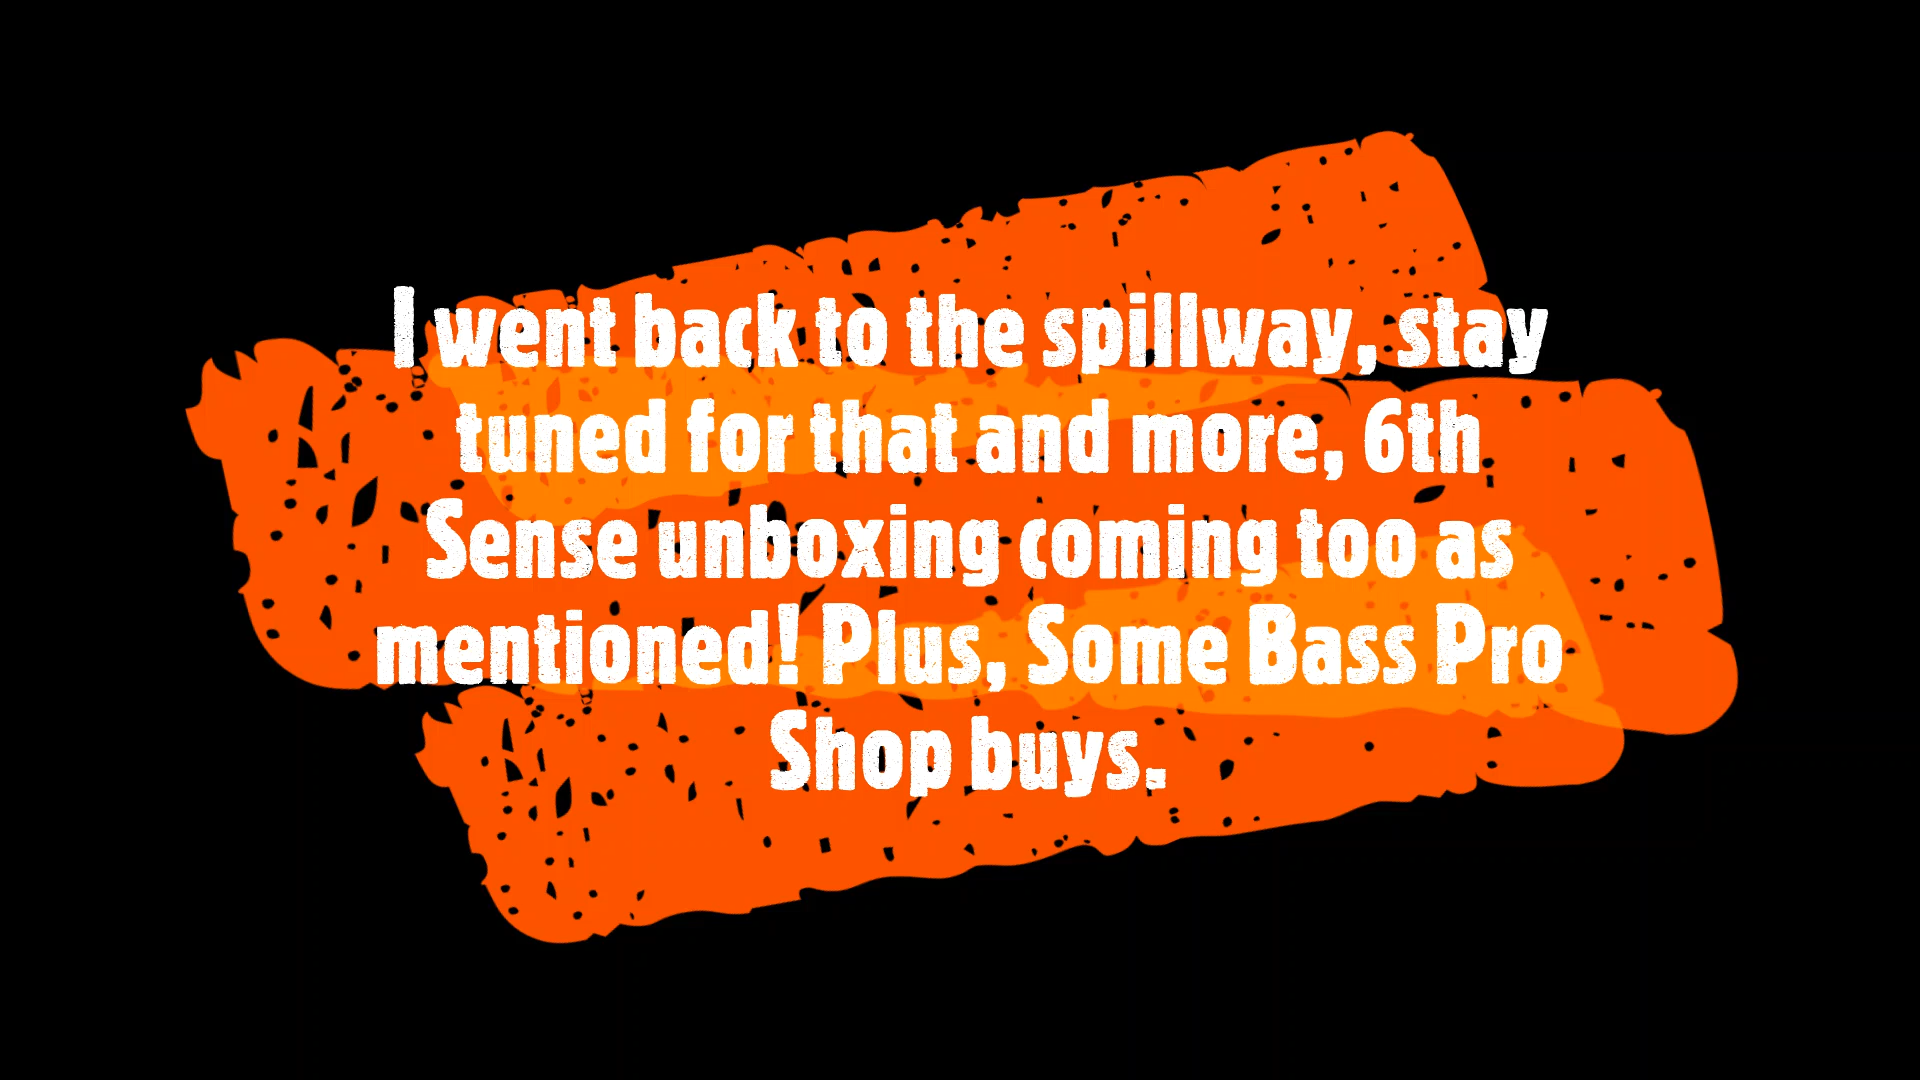 I went back to the spillway, stay
tuned for that and more, 6th
Sense unboxing coming too as
mentioned! Plus, Some Bass Pro
Shop buys.